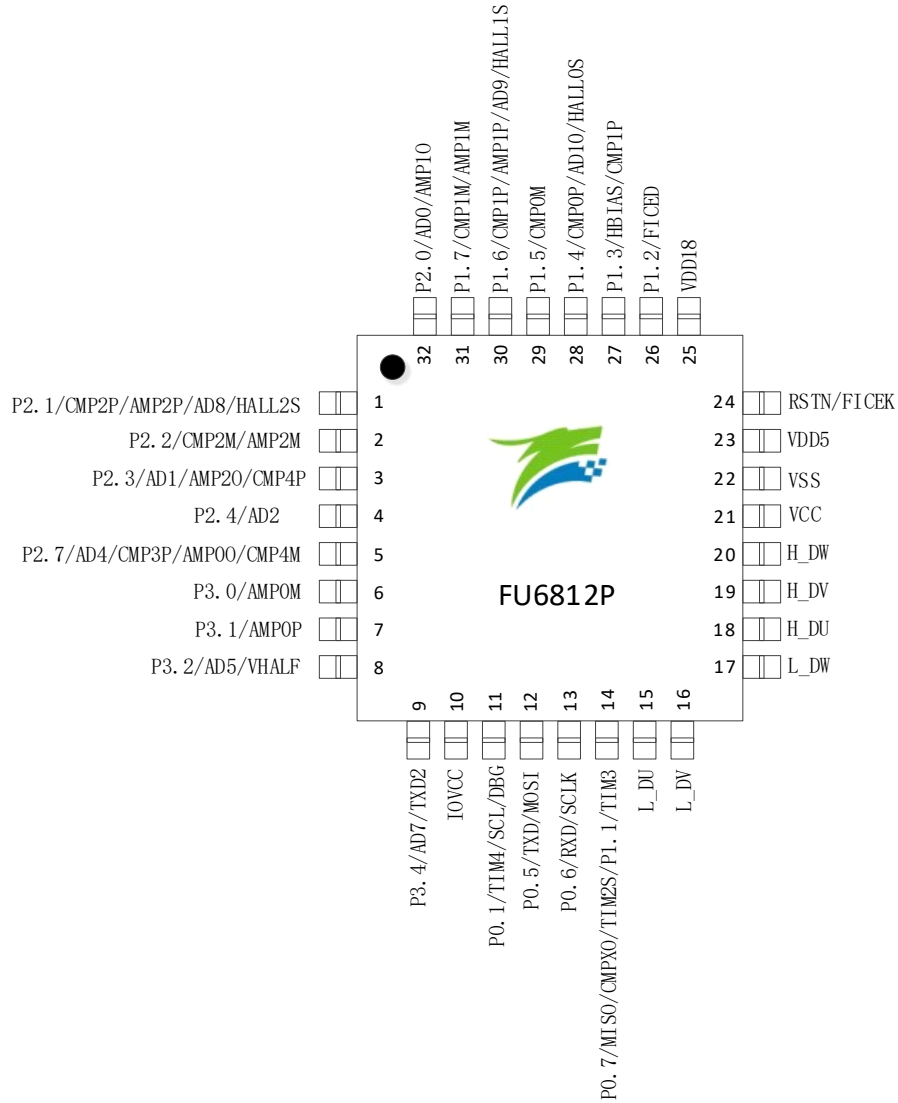 P2.0/AD0/AMP1O
P1.7/CMP1M/AMP1M
P1.6/CMP1P/AMP1P/AD9/HALL1S
P1.5/CMP0M
P1.4/CMP0P/AD10/HALL0S
P1.3/HBIAS/CMP1P
P1.2/FICED
VDD18
32
31
30
29
28
27
26
25
P2.1/CMP2P/AMP2P/AD8/HALL2S 1
P2.2/CMP2M/AMP2M 2
P2.3/AD1/AMP2O/CMP4P 3
P2.4/AD2 4
P2.7/AD4/CMP3P/AMP0O/CMP4M 5
P3.0/AMP0M 6
P3.1/AMP0P 7
P3.2/AD5/VHALF 8
FU6812P
24 RSTN/FICEK
23 VDD5
22 VSS
21 VCC
20 H_DW
19 H_DV
18 H_DU
17 L_DW
9
10
11
12
13
14
15
16
P3.4/AD7/TXD2
IOVCC
P0.1/TIM4/SCL/DBG
P0.5/TXD/MOSI
P0.6/RXD/SCLK
P0.7/MISO/CMPXO/TIM2S/P1.1/TIM3
L_DU
L_DV